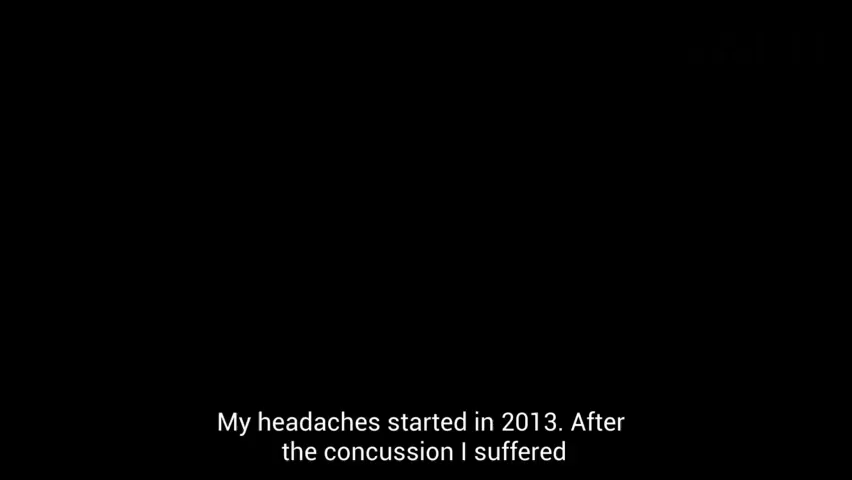 My headaches started in 2013. After
the concussion I suffered